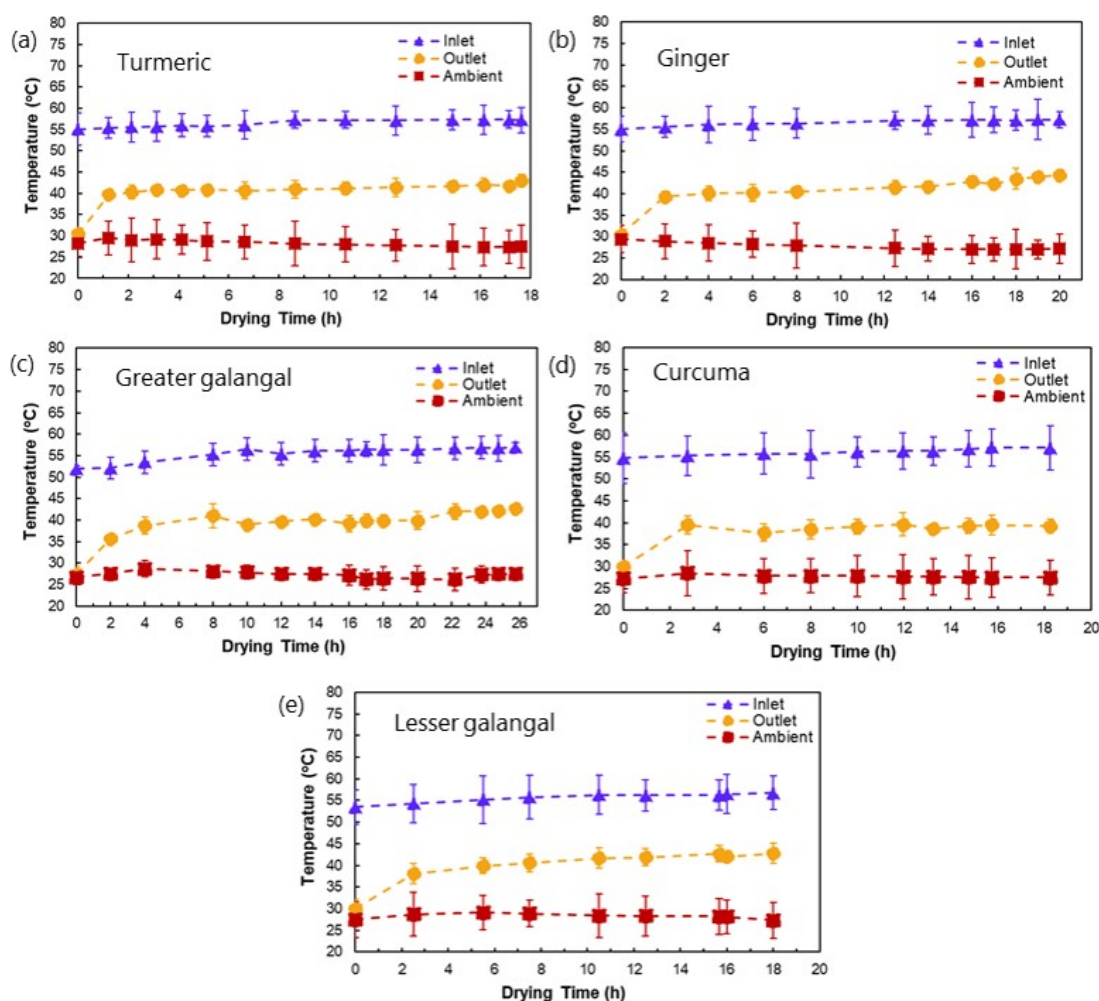 (a)
Turmeric
Inlet
Outlet
Ambient
Temperature (°C)
80
75
70
65
60
55
50
45
40
35
30
25
20
0 2 4 6 8 10 12 14 16 18
Drying Time (h)
(b)
Ginger
Inlet
Outlet
Ambient
Temperature (°C)
80
75
70
65
60
55
50
45
40
35
30
25
20
0 2 4 6 8 10 12 14 16 18 20
Drying Time (h)
(c)
Greater galangal
Inlet
Outlet
Ambient
Temperature (°C)
80
75
70
65
60
55
50
45
40
35
30
25
20
0 2 4 6 8 10 12 14 16 18 20 22 24 26
Drying Time (h)
(d)
Curcuma
Inlet
Outlet
Ambient
Temperature (°C)
80
75
70
65
60
55
50
45
40
35
30
25
20
0 2 4 6 8 10 12 14 16 18 20
Drying Time (h)
(e)
Lesser galangal
Inlet
Outlet
Ambient
Temperature (°C)
80
75
70
65
60
55
50
45
40
35
30
25
20
0 2 4 6 8 10 12 14 16 18 20
Drying Time (h)